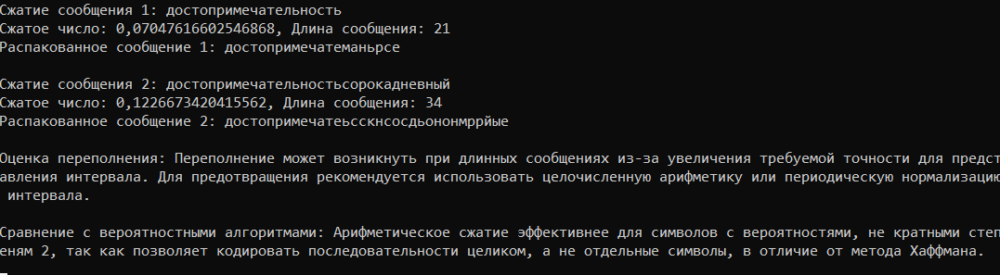 Сжатие сообщения 1: достопримечательность
Сжатое число: 0,07047616602546868, Длина сообщения: 21
Распакованное сообщение 1: достопримечатеманьрсе
Сжатие сообщения 2: достопримечательностьсорокадневный
Сжатое число: 0,1226673420415562, Длина сообщения: 34
Распакованное сообщение 2: достопримечатеьсскнсосдьононмррйые
Оценка переполнения: Переполнение может возникнуть при длинных сообщениях из-за увеличения требуемой точности для предст
авления интервала. Для предотвращения рекомендуется использовать целочисленную арифметику или периодическую нормализацию
интервала.
Сравнение с вероятностными алгоритмами: Арифметическое сжатие эффективнее для символов с вероятностями, не кратными степ
еням 2, так как позволяет кодировать последовательности целиком, а не отдельные символы, в отличие от метода Хаффмана.